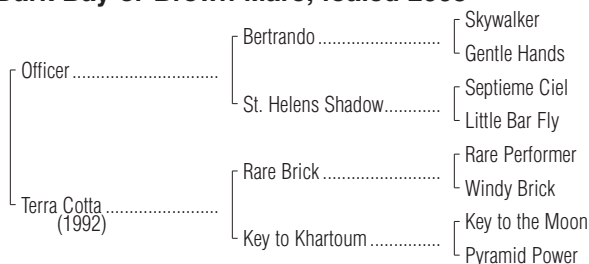 Dark Bay or Brown Mare; foaled 2005
Skywalker
Bertrando
Gentle Hands
Officer
Septieme Ciel
St. Helens Shadow
Little Bar Fly
Rare Performer
Rare Brick
Windy Brick
Terra Cotta
(1992)
Key to the Moon
Key to Khartoum
Pyramid Power